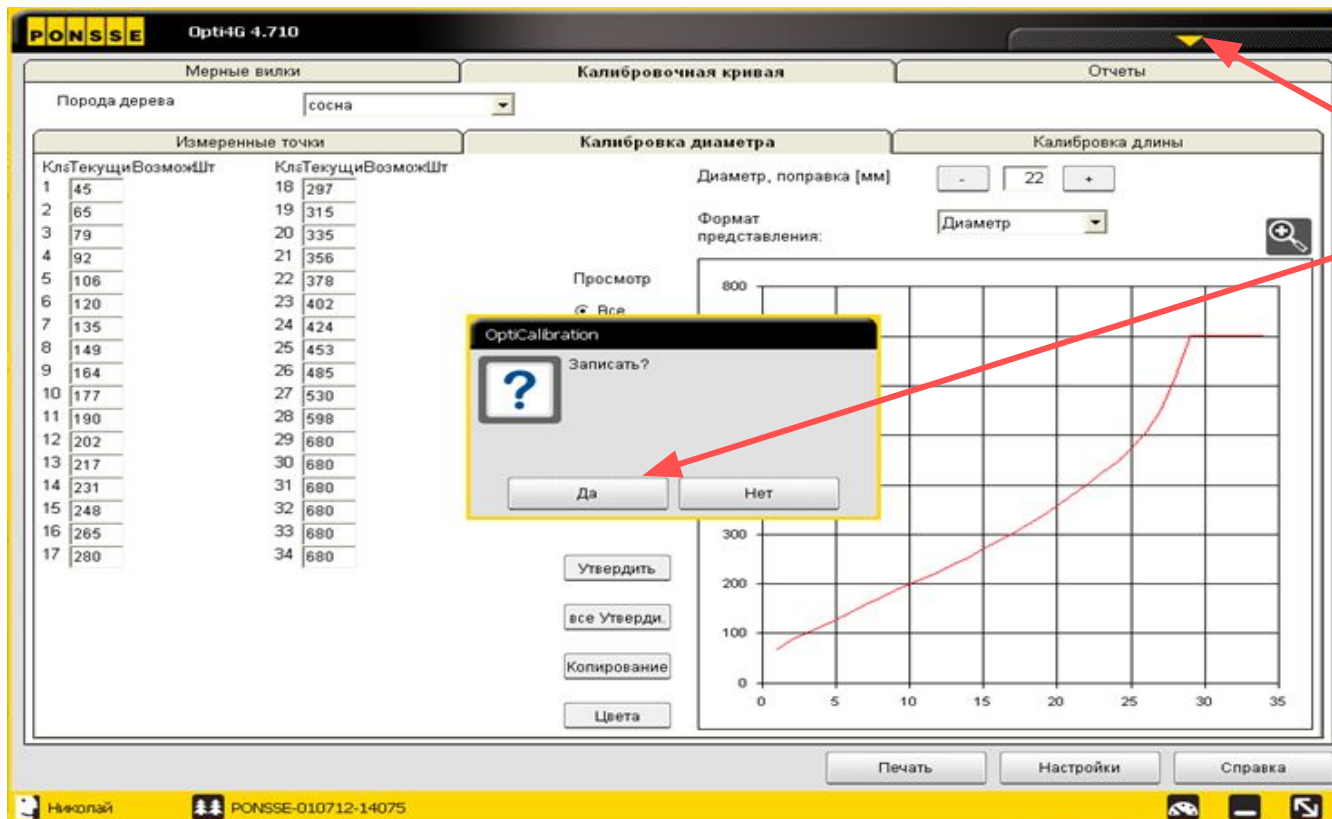 PONSSE Opti4G 4.710
Мерные вилки Калибровочная кривая Отчеты
Порода дерева сосна
Измеренные точки Калибровка диаметра Калибровка длины
КлаТекущиВозможШт КлаТекущиВозможШт
1 45 18 297
2 65 19 315
3 79 20 335
4 92 21 356
5 106 22 378
6 120 23 402
7 135 24 424
8 149 25 453
9 164 26 485
10 177 27 530
11 190 28 598
12 202 29 680
13 217 30 680
14 231 31 680
15 248 32 680
16 265 33 680
17 280 34 680
Диаметр, поправка [мм] - 22 +
Формат
представления:
Диаметр
Просмотр
Все
OptiCalibration
?
Записать?
Да Нет
Утвердить
все Утверди.
Копирование
Цвета
800
300
200
100
0
0 5 10 15 20 25 30 35
Печать Настройки Справка
Николай PONSSE-010712-14075